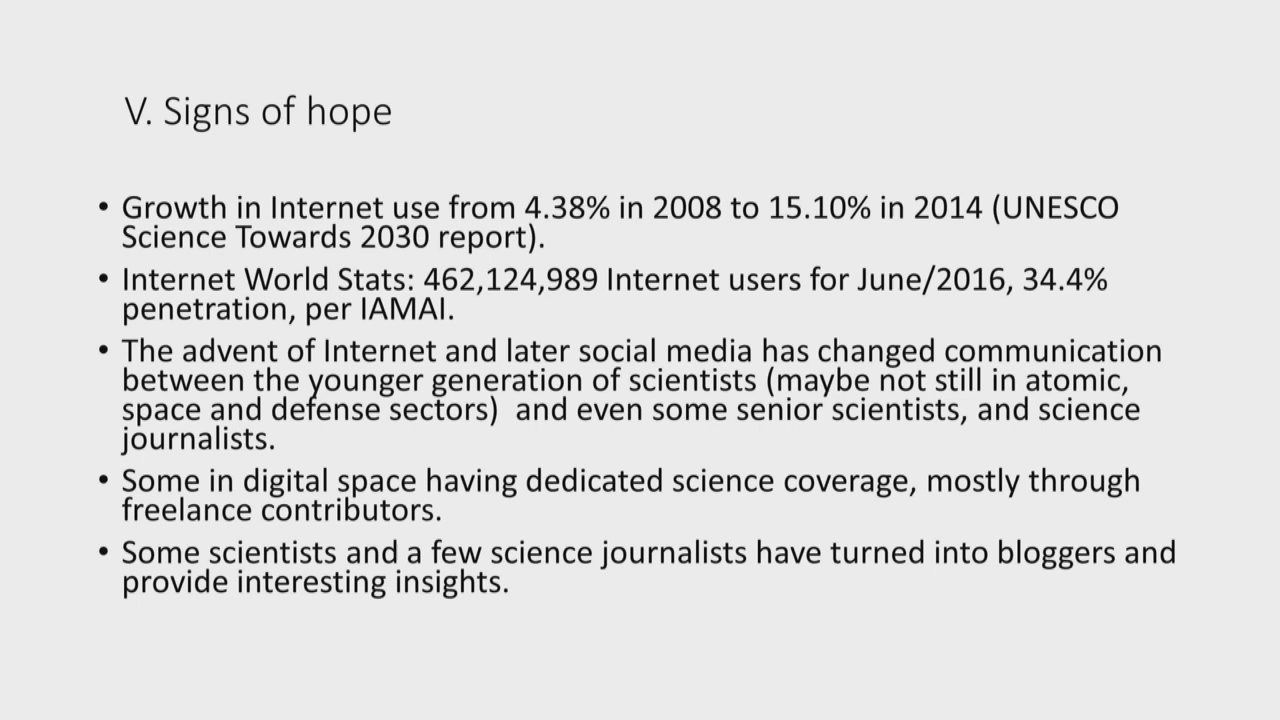 V. Signs of hope
• Growth in Internet use from 4.38% in 2008 to 15.10% in 2014 (UNESCO
Science Towards 2030 report).
• Internet World Stats: 462,124,989 Internet users for June/2016, 34.4%
penetration, per IAMAI.
• The advent of Internet and later social media has changed communication
between the younger generation of scientists (maybe not still in atomic,
space and defense sectors)  and even some senior scientists, and science
journalists.
• Some in digital space having dedicated science coverage, mostly through
freelance contributors.
• Some scientists and a few science journalists have turned into bloggers and
provide interesting insights.